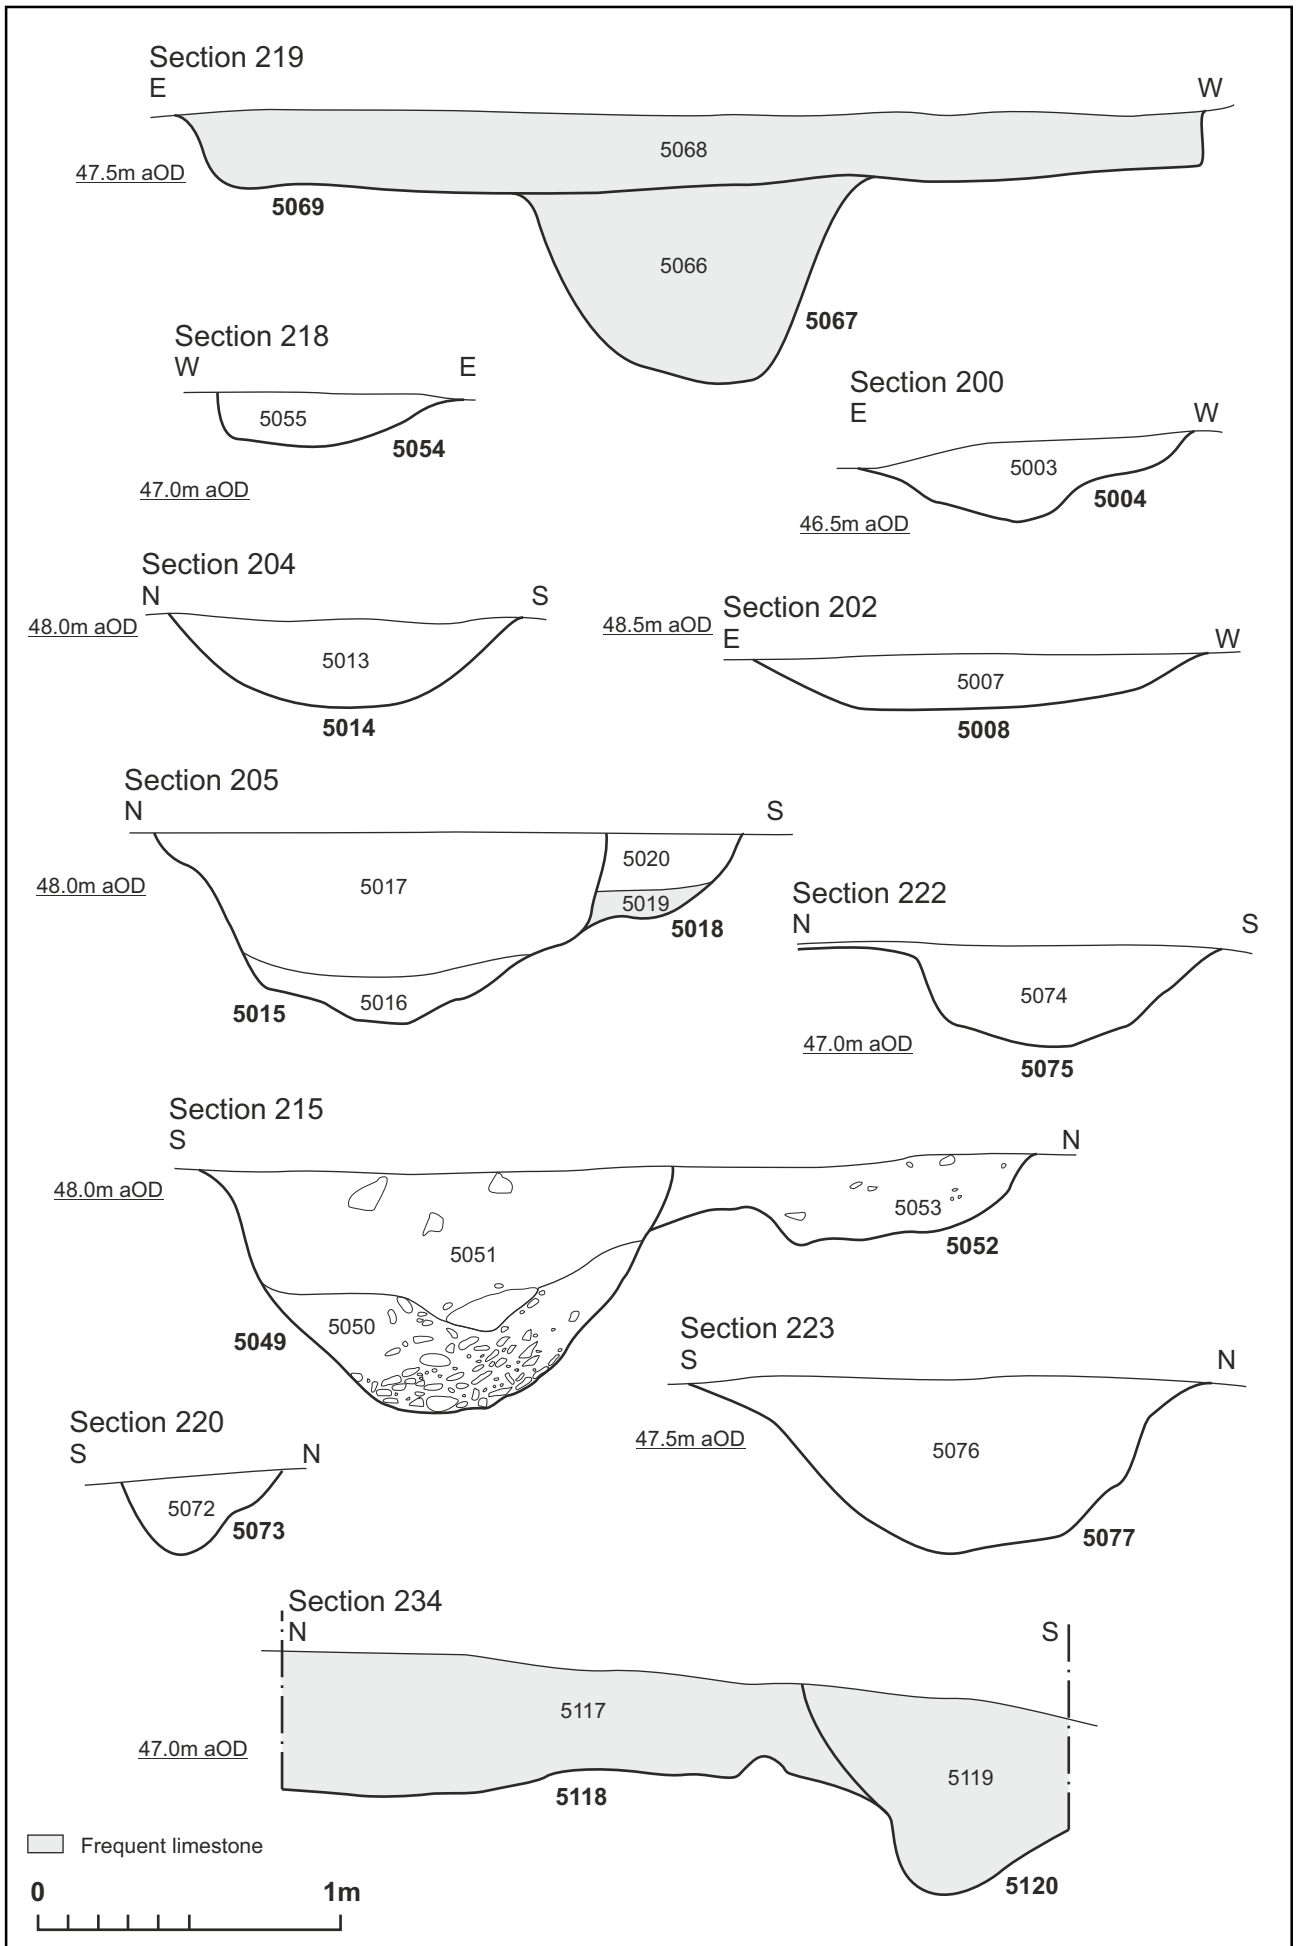 Section 219
E
W
5068
47.5m aOD
5069
5066
5067
Section 218
W
E
5055
5054
47.0m aOD
Section 200
E
W
5003
5004
46.5m aOD
Section 204
N
S
48.0m aOD
5013
5014
Section 202
48.5m aOD
E
W
5007
5008
Section 205
N
S
5020
48.0m aOD
5017
5019
5018
5016
5015
Section 222
N
S
5074
47.0m aOD
5075
Section 215
S
N
48.0m aOD
5053
5052
5051
5050
5049
Section 223
S
N
47.5m aOD
5076
5077
Section 220
S
N
5072
5073
Section 234
N
S
5117
47.0m aOD
5119
5118
5120
Frequent limestone
0
1m